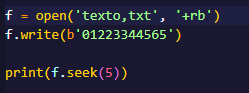 f = open('texto,txt', '+rb')
f.write(b'01223344565')
print(f.seek(5))